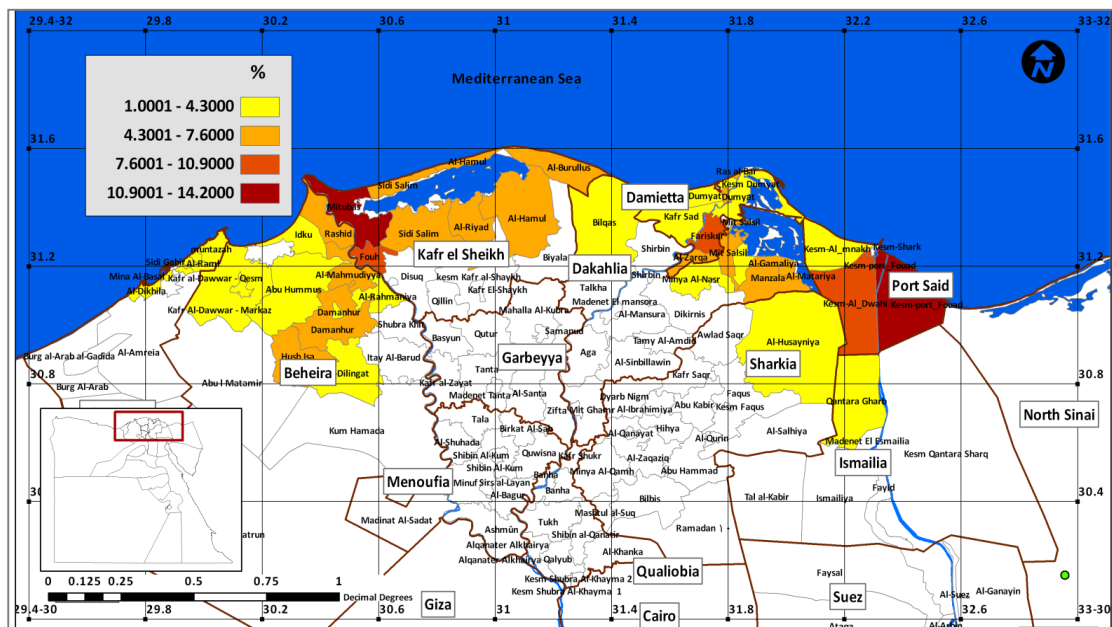 29.4-32
29.8
30.2
30.6
31
31.4
31.8
32.2
32.6
33-32
%
1.0001 - 4.3000
4.3001 - 7.6000
7.6001 - 10.9000
10.9001 - 14.2000
Mediterranean Sea
N
31.6
31.6
Al-Hamul
Al-Burullus
Sidi Salim
Ras al Bar
Kesm Dumyat
Damietta
Dumyat
Dumyat
Mitubas
Kafr Sad
Mit Salsil
Bilqas
Al-Hamul
Al-Riyad
Idku
Rashid
Sidi Salim
Fariskur
muntazah
Shirbin
Kesm-Al_mnakh
Kesm-Shark
Kafr el Sheikh
Mit Salsil
Fouh
Biyala
Al-Zarqa
Al-Gamaliya
Kesm-port_Fouad
Sidi Gabir
Al-Raml
31.2
Dakahlia
Mina Al-Basal
Kafr al-Dawwar - Qesm
Al-Mahmudiyya
Disuq
Kesm Kafr al-Shaykh
Shirbin
Minya Al-Nasr
Manzala
Al-Matariya
Port Said
Al-Dikhila
Abu Hummus
Al-Rahmaniya
Qillin
Kafr El-Shaykh
Talkha
Madenet El mansora
Kesm-Al_Dwahi
Kesm-port_Fouad
Kafr Al-Dawwar - Markaz
Damanhur
Mahalla Al-Kubra
Al-Mansura
Dikirnis
Damanhur
Shubra Khit
Basyun
Qutur
Samanud
Awlad Saqr
Tamy Al-Amdid
Al-Husayniya
Burg al-Arab al-Gadida
Al-Amreia
Hush Isa
Itay Al-Barud
Garbeyya
Aga
Al-Sinbillawin
Sharkia
Beheira
Dilingat
Tanta
Kafr Saqr
30.8
30.8
Burg Al-Arab
Abu l Matamir
Kafr al-Zayat
Madenet Tanta
Al-Santa
Dyarb Nigm
Faqus
Qantara Gharb
North Sinai
Zifta
Mit Ghamr
Al-Ibrahimiya
Abu Kabir
Kesm Faqus
Kum Hamada
Tala
Birkat Al-Sab
Al-Qanayat
Hihya
Al-Qurin
Al-Salhiya
Al-Shuhada
Madenet El Esmailia
Shibin Al-Kum
Quwisna
Kafr Shukr
Al-Zaqaziq
Kesm Qantara Sharq
Shibin Al-Kum
Minya Al-Qamh
Abu Hammad
Ismailia
Menoufia
Minuf
Sirs al-Layan
Banha
Banha
Al-Bagur
Bilbis
Tal al-Kabir
Ismailiya
Fayid
30.4
Madinat Al-Sadat
Ashmun
Tukh
Mashtul al-Suq
Shibin al-Qanatir
Ramadan ١
Alqanater Alkhairya
Alqanater Alkhairya
Qalyub
Al-Khanka
Qualiobia
Faysal
Kesm Shubra Al-Khayma 2
Kesm Shubra Al-Khayma 1
0
0.125
0.25
0.5
0.75
1
Decimal Degrees
Giza
Cairo
Suez
Al-Suez
Al-Ganayin
29.4-30
29.8
30.2
30.6
31
31.4
31.8
32.6
33-30